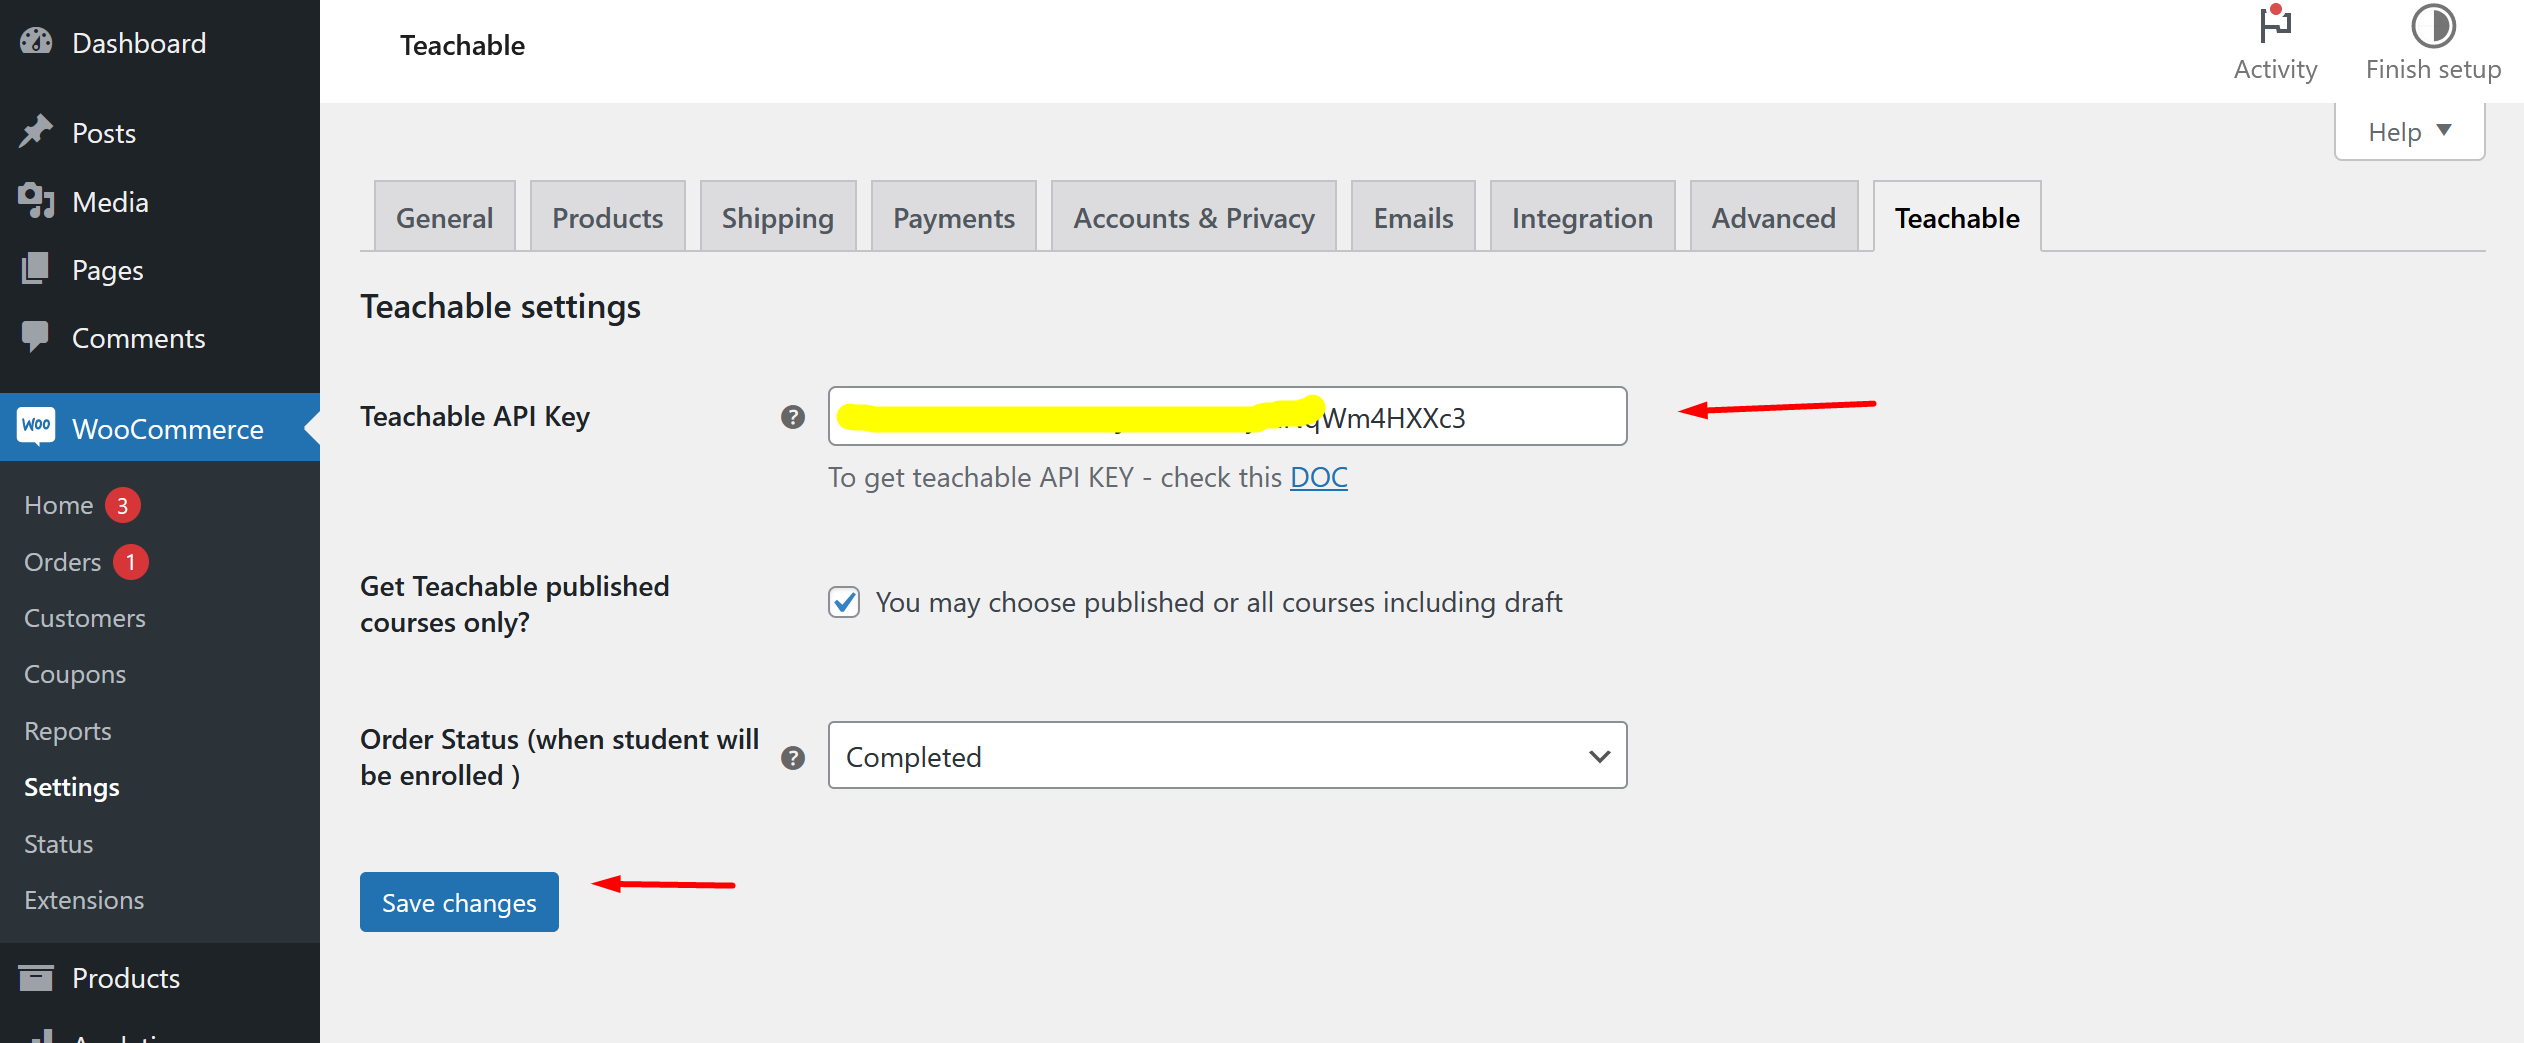 Dashboard
Posts
Media
Pages
Comments
WOO
WooCommerce
Home 3
Orders 1
Customers
Coupons
Reports
Settings
Status
Extensions
Products
Teachable
Activity
Finish setup
Help
General
Products
Shipping
Payments
Accounts & Privacy
Emails
Integration
Advanced
Teachable
Teachable settings
Teachable API Key
?
qWm4HXXc3
To get teachable API KEY - check this DOC
Get Teachable published
courses only?
You may choose published or all courses including draft
Order Status (when student will
be enrolled )
?
Completed
Save changes